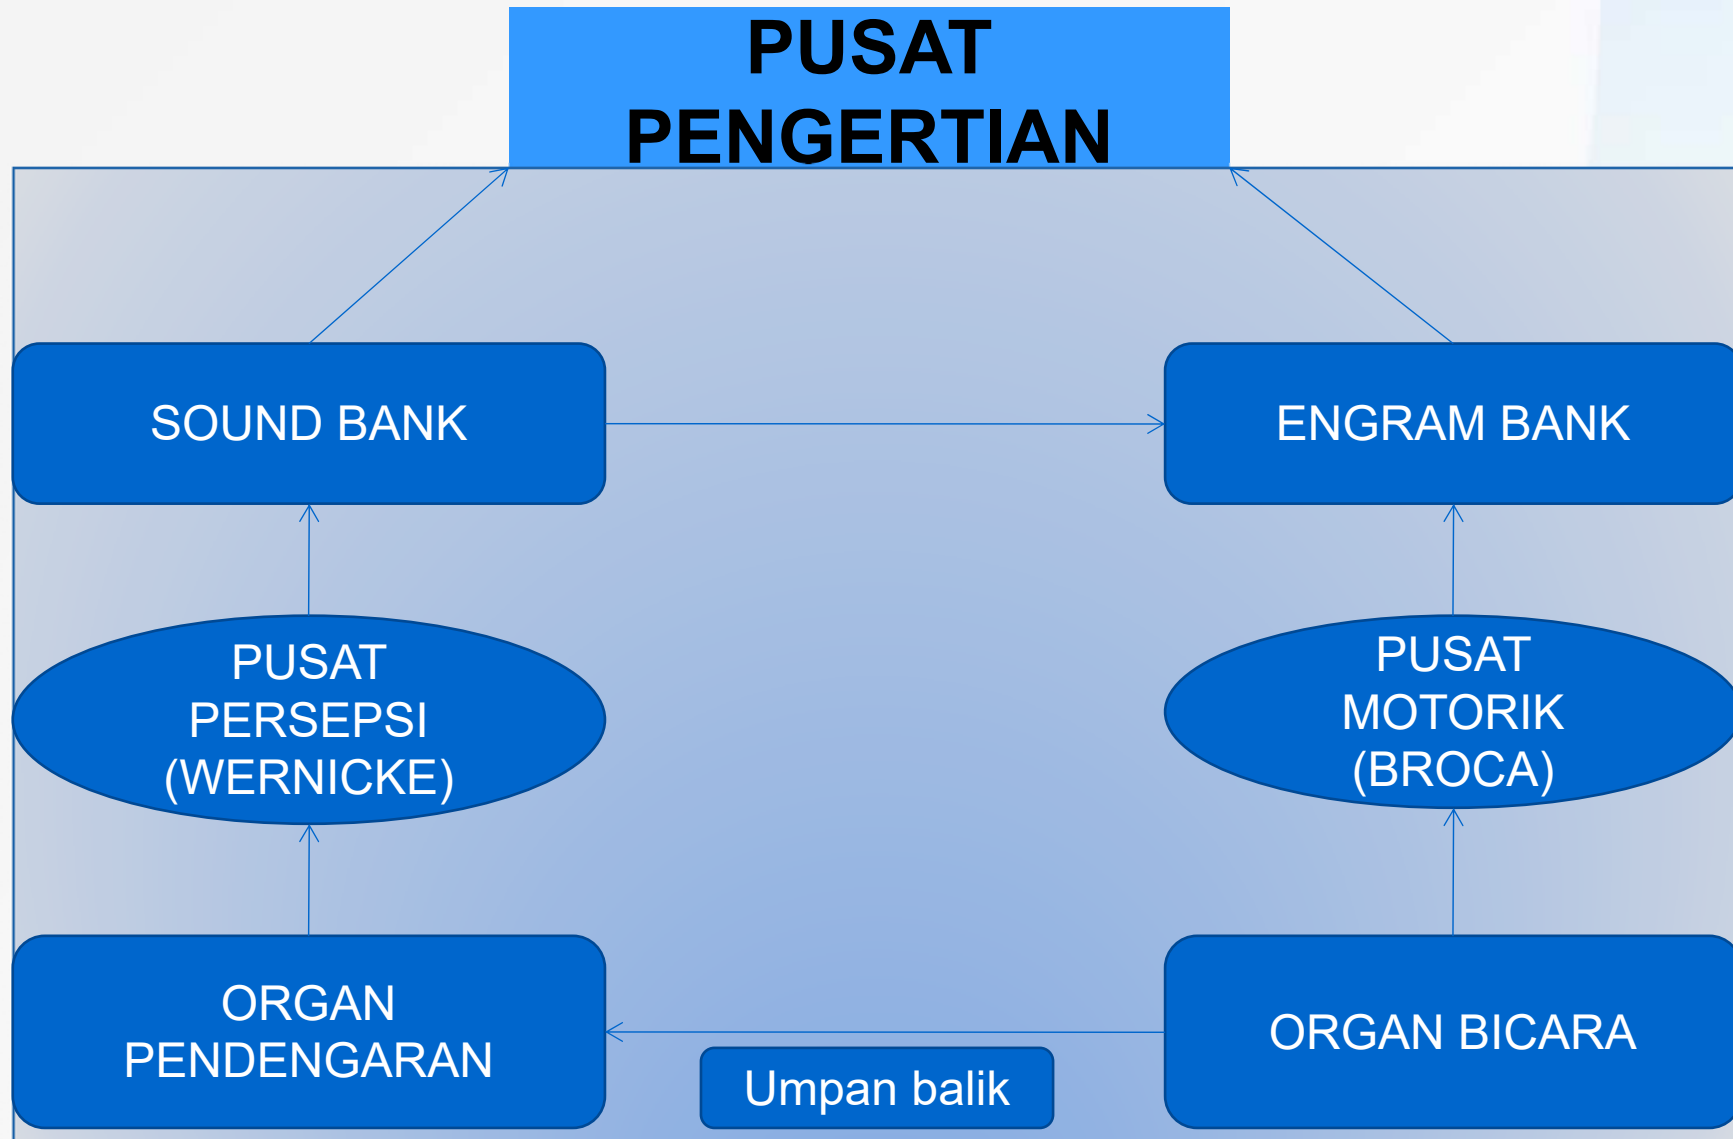 PUSAT
PENGERTIAN
SOUND BANK
ENGRAM BANK
PUSAT
PERSEPSI
(WERNICKE)
PUSAT
MOTORIK
(BROCA)
ORGAN
PENDENGARAN
ORGAN BICARA
Umpan balik